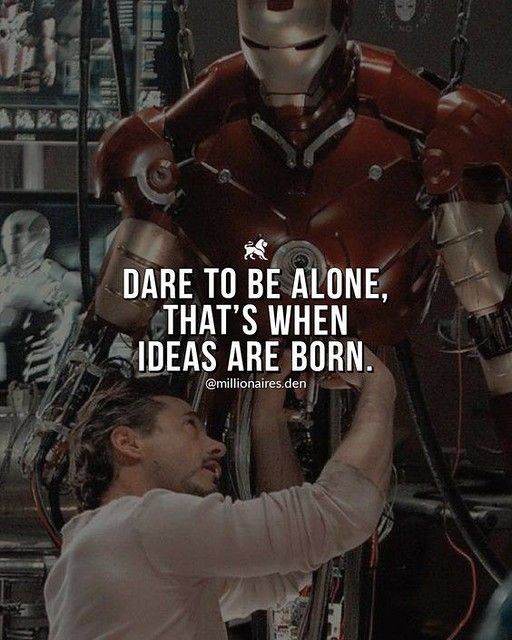 DARE TO BE ALONE,
THAT'S WHEN
IDEAS ARE BORN.
@millionaires.den